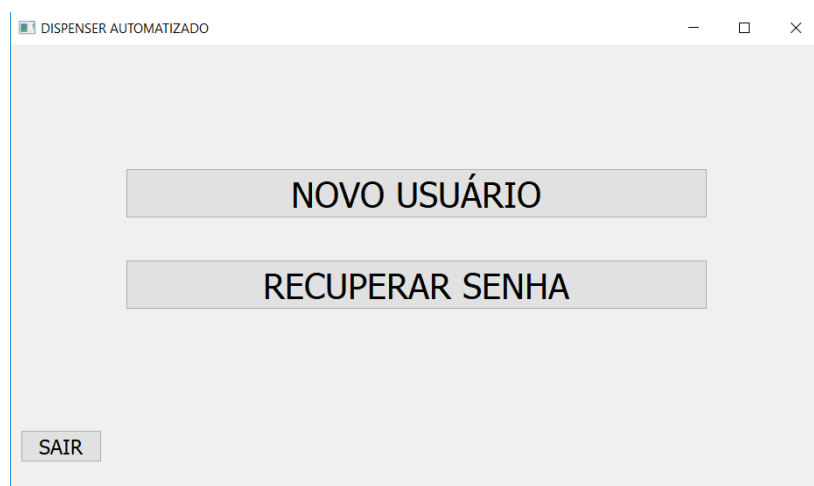 DISPENSER AUTOMATIZADO
NOVO USUÁRIO
RECUPERAR SENHA
SAIR